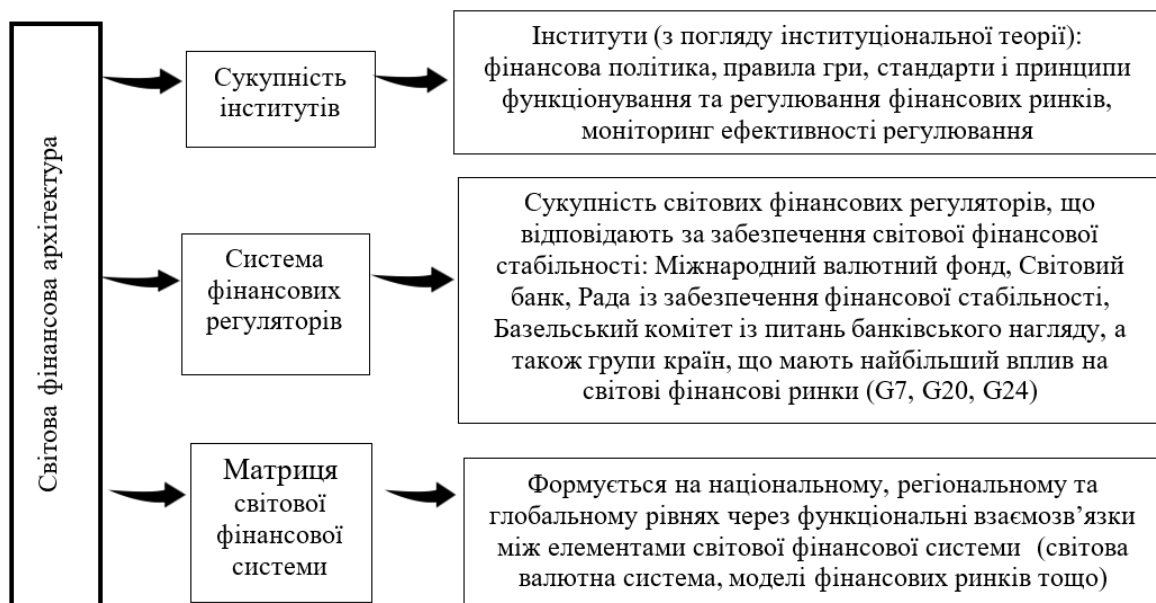 Світова фінансова архітектура
Сукупність
інститутів
Інститути (з погляду інституціональної теорії):
фінансова політика, правила гри, стандарти і принципи
функціонування та регулювання фінансових ринків,
моніторинг ефективності регулювання
Система
фінансових
регуляторів
Сукупність світових фінансових регуляторів, що
відповідають за забезпечення світової фінансової
стабільності: Міжнародний валютний фонд, Світовий
банк, Рада із забезпечення фінансової стабільності,
Базельський комітет із питань банківського нагляду, а
також групи країн, що мають найбільший вплив на
світові фінансові ринки (G7, G20, G24)
Матриця
світової
фінансової
системи
Формується на національному, регіональному та
глобальному рівнях через функціональні взаємозв’язки
між елементами світової фінансової системи (світова
валютна система, моделі фінансових ринків тощо)